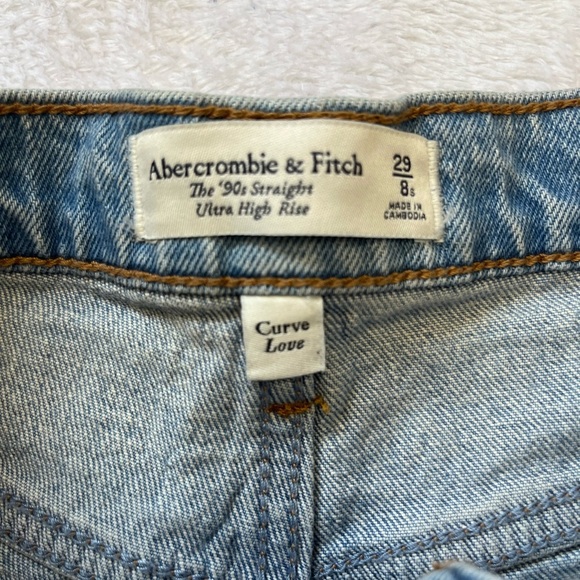 Abercrombie & Fitch
The '90s Straight
Ultra High Rise
29
8s
MADE IN
CAMBODIA
Curve
Love